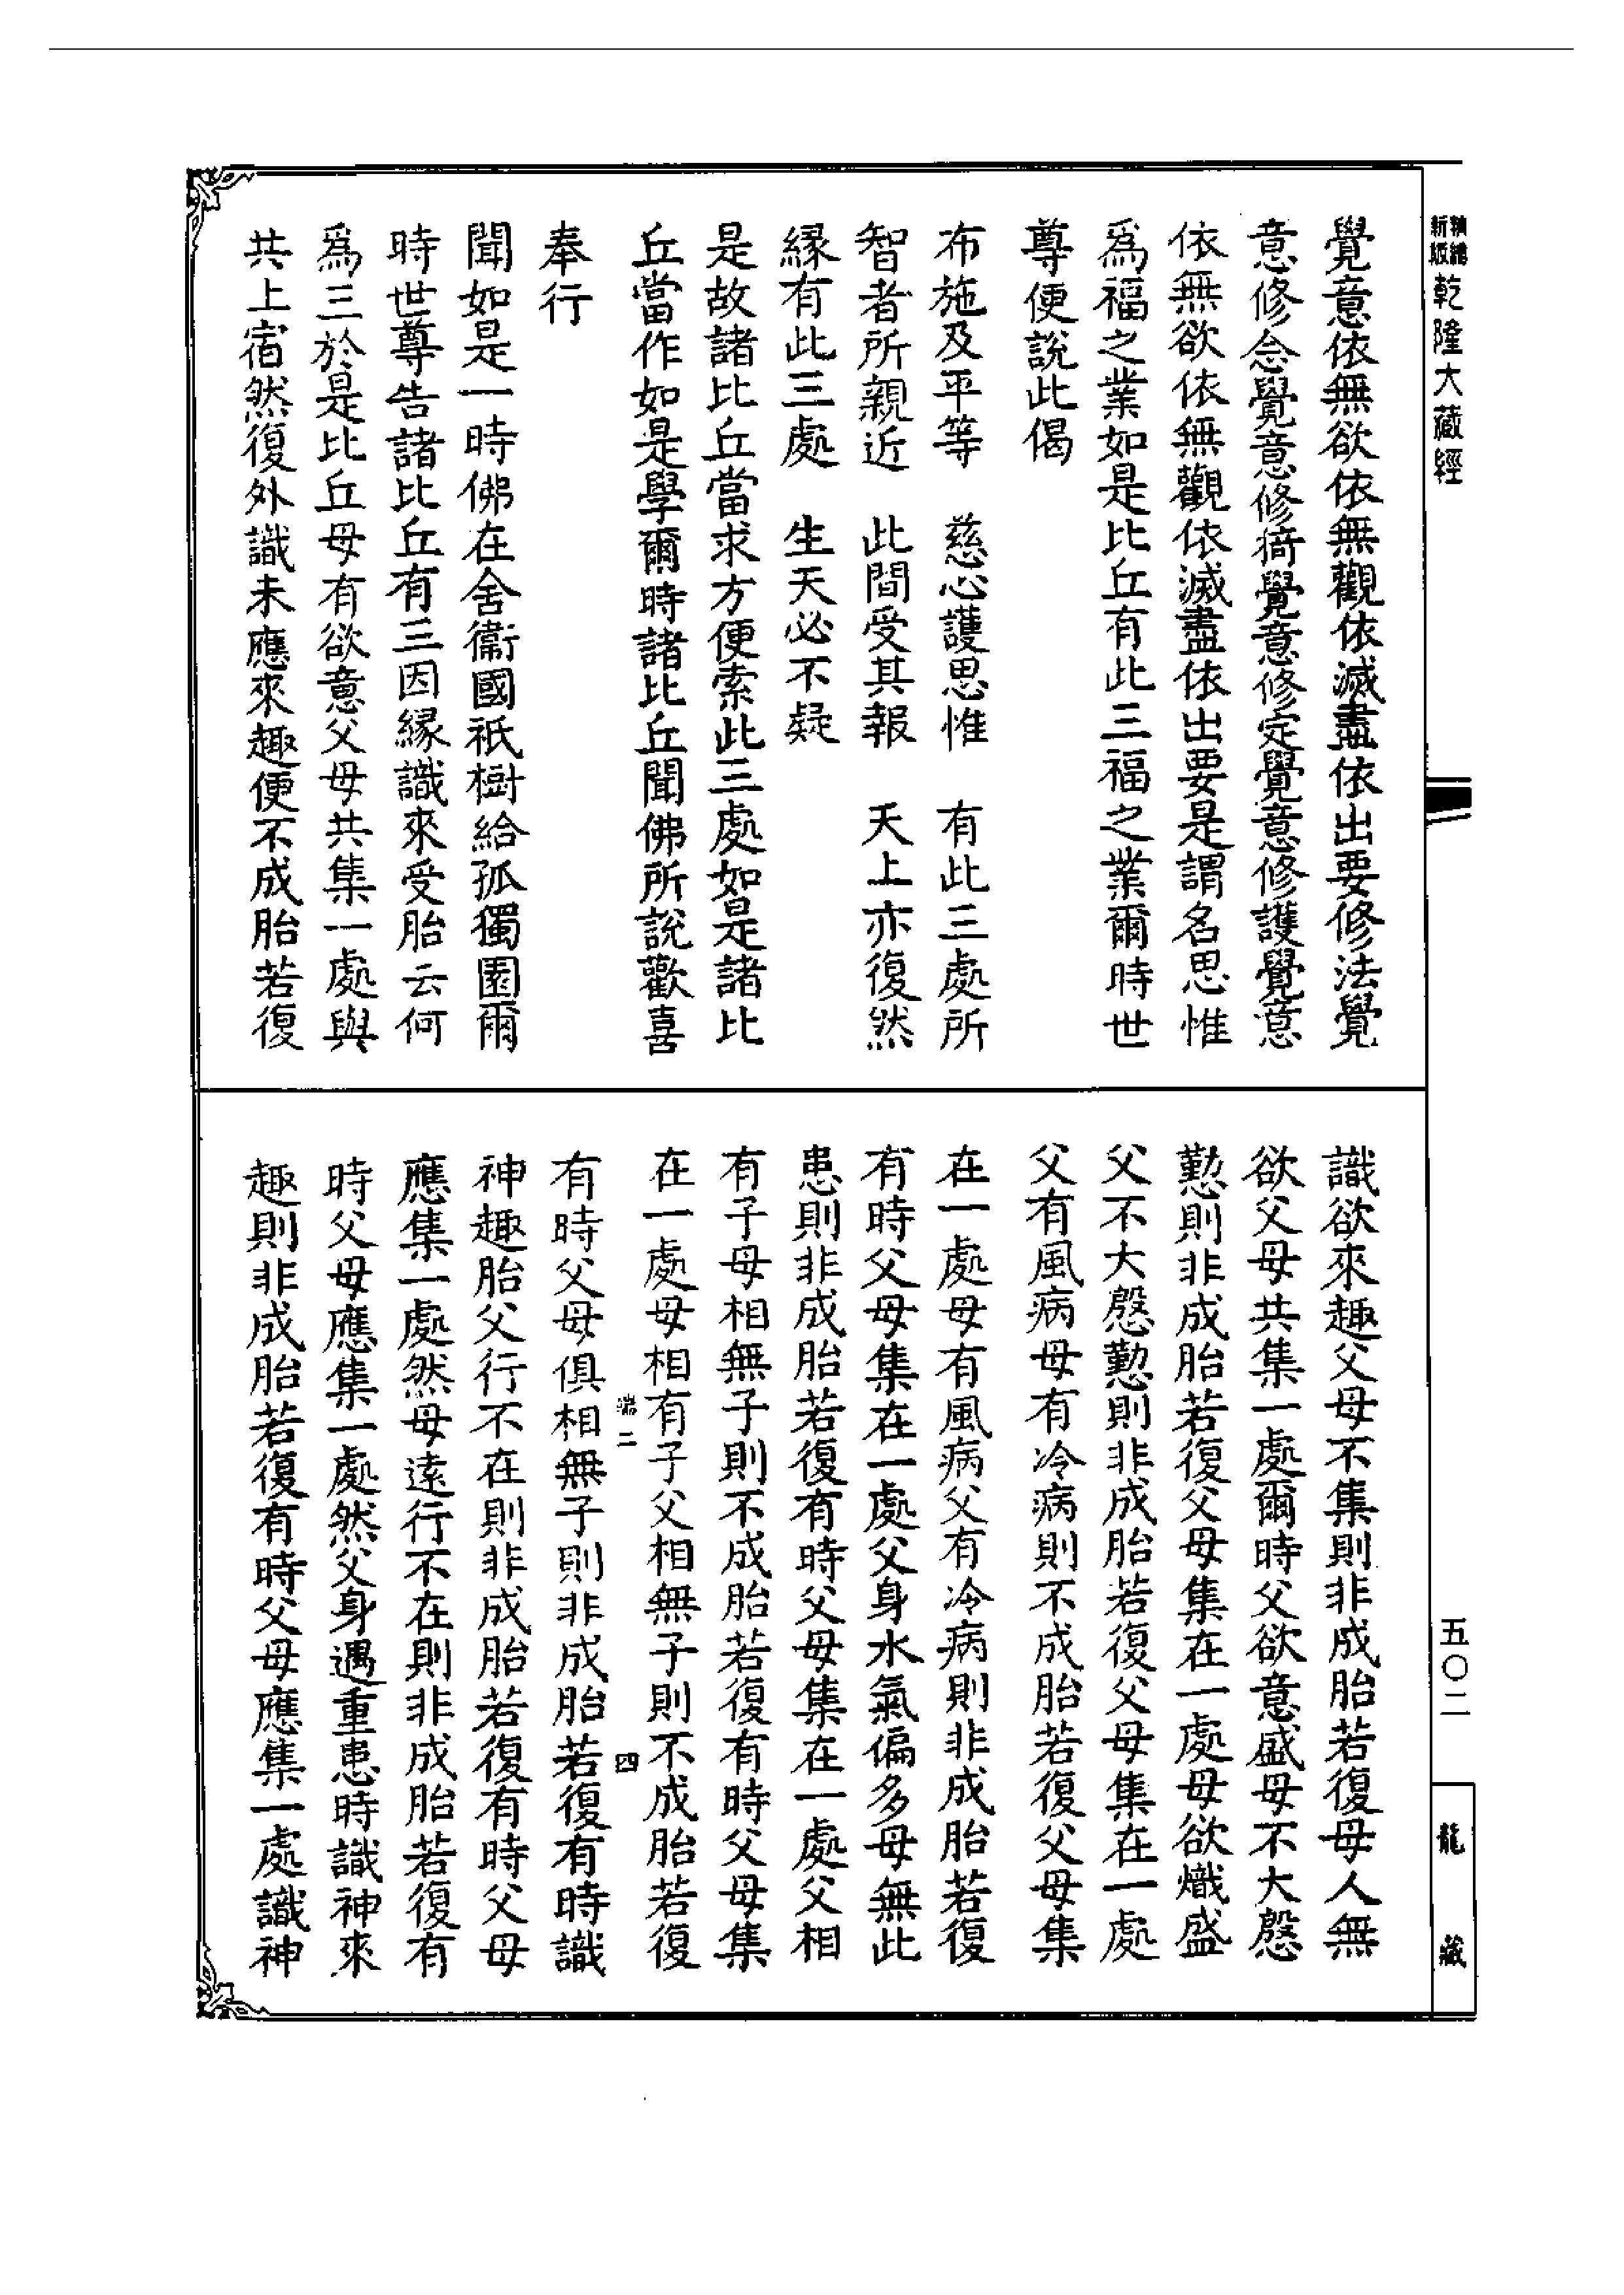 新編縮版乾隆大藏經
覺意依無欲依無觀依滅盡依出要修法覺
意修念覺意修猗覺意修定覺意修護覺意
依無欲依無觀依滅盡依出要是謂名思惟
爲福之業如是比丘有此三福之業爾時世
尊便說此偈
布施及平等　慈心護思惟　有此三處所
智者所親近　此間受其報　天上亦復然
緣有此三處　生天必不疑
是故諸比丘當求方便索此三處如是諸比
丘當作如是學爾時諸比丘聞佛所說歡喜
奉行
聞如是一時佛在舍衞國祇樹給孤獨園爾
時世尊告諸比丘有三因緣識來受胎云何
爲三於是比丘母有欲意父母共集一處與
共上宿然復外識未應來趣便不成胎若復
識欲來趣父母不集則非成胎若復母人無
欲父母共集一處爾時父欲意盛母不大慇
懃則非成胎若復父母集在一處母欲熾盛
父不大慇懃則非成胎若復父母集在一處
父有風病母有冷病則不成胎若復父母集
在一處母有風病父有冷病則非成胎若復
有時父母集在一處父身水氣偏多母無此
患則非成胎若復有時父母集在一處父相
有子母相無子則不成胎若復有時父母集
在一處母相有子父相無子則不成胎若復
端二　四
有時父母俱相無子則非成胎若復有時識
神趣胎父行不在則非成胎若復有時父母
應集一處然母遠行不在則非成胎若復有
時父母應集一處然父身遇重患時識神來
趣則非成胎若復有時父母應集一處識神
五〇二
龍藏